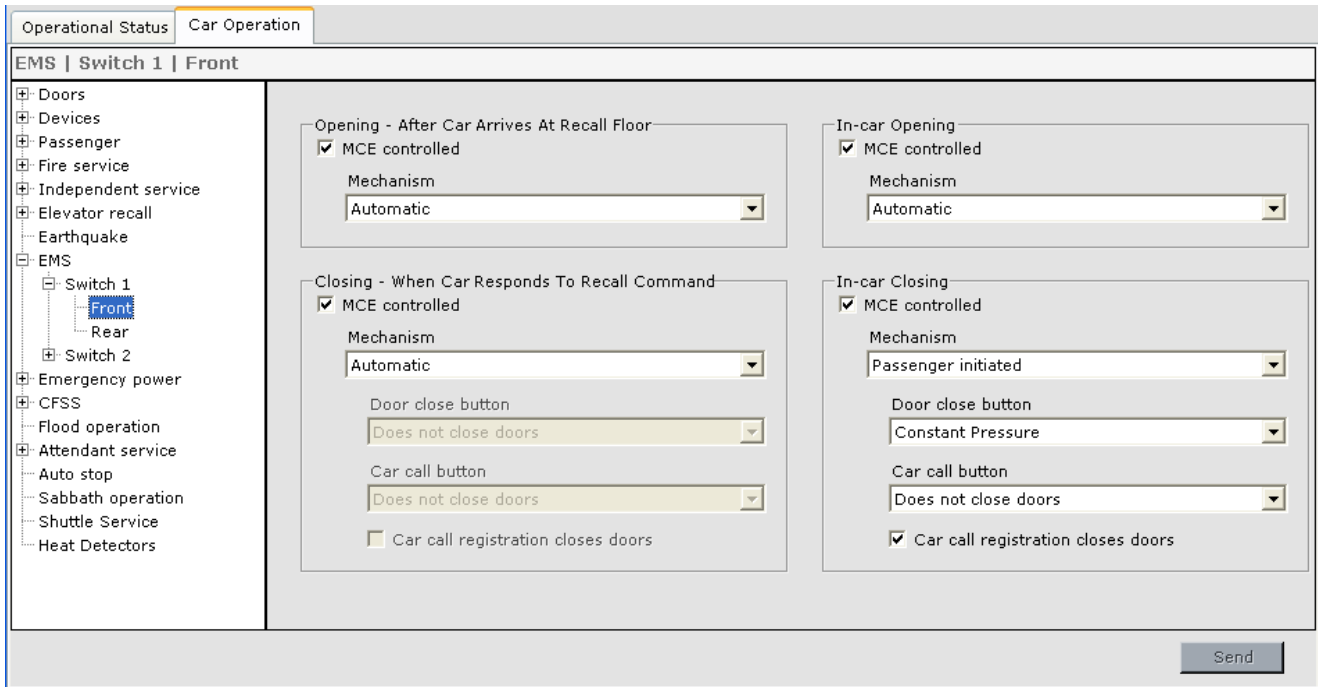 Operational Status
Car Operation
EMS | Switch 1 | Front
Doors
Devices
Passenger
Fire service
Independent service
Elevator recall
Earthquake
EMS
Switch 1
Front
Rear
Switch 2
Emergency power
CFSS
Flood operation
Attendant service
Auto stop
Sabbath operation
Shuttle Service
Heat Detectors
Opening - After Car Arrives At Recall Floor
MCE controlled
Mechanism
Automatic
In-car Opening
MCE controlled
Mechanism
Automatic
Closing - When Car Responds To Recall Command
MCE controlled
Mechanism
Automatic
Door close button
Does not close doors
Car call button
Does not close doors
Car call registration closes doors
In-car Closing
MCE controlled
Mechanism
Passenger initiated
Door close button
Constant Pressure
Car call button
Does not close doors
Car call registration closes doors
Send